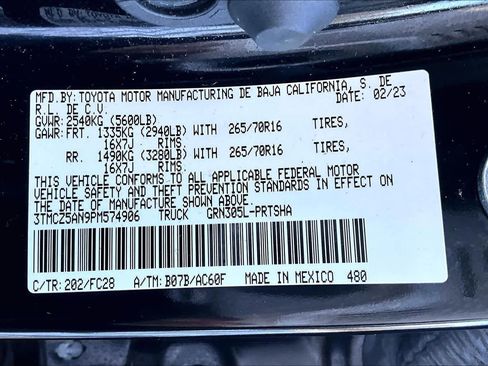 MFD.BY:TOYOTA MOTOR MANUFACTURING DE BAJA CALIFORNIA, S. DE
R.L. DE C.V. DATE: 02/23
GVWR:2540KG (5600LB)
GAWR:FRT. 1335KG (2940LB) WITH 265/70R16 TIRES,
16X7J RIMS
RR. 1490KG (3280LB) WITH 265/70R16 TIRES,
16X7J RIMS.
THIS VEHICLE CONFORMS TO ALL APPLICABLE FEDERAL MOTOR
VEHICLE SAFETY AND THEFT PREVENTION STANDARDS IN EFFECT ON
THE DATE OF MANUFACTURE SHOWN ABOVE.
3TMCZ5AN9PM574906 TRUCK GRN305L-PRTSHA
C/TR:202/FC28 A/TM:B07B/AC60F MADE IN MEXICO 480